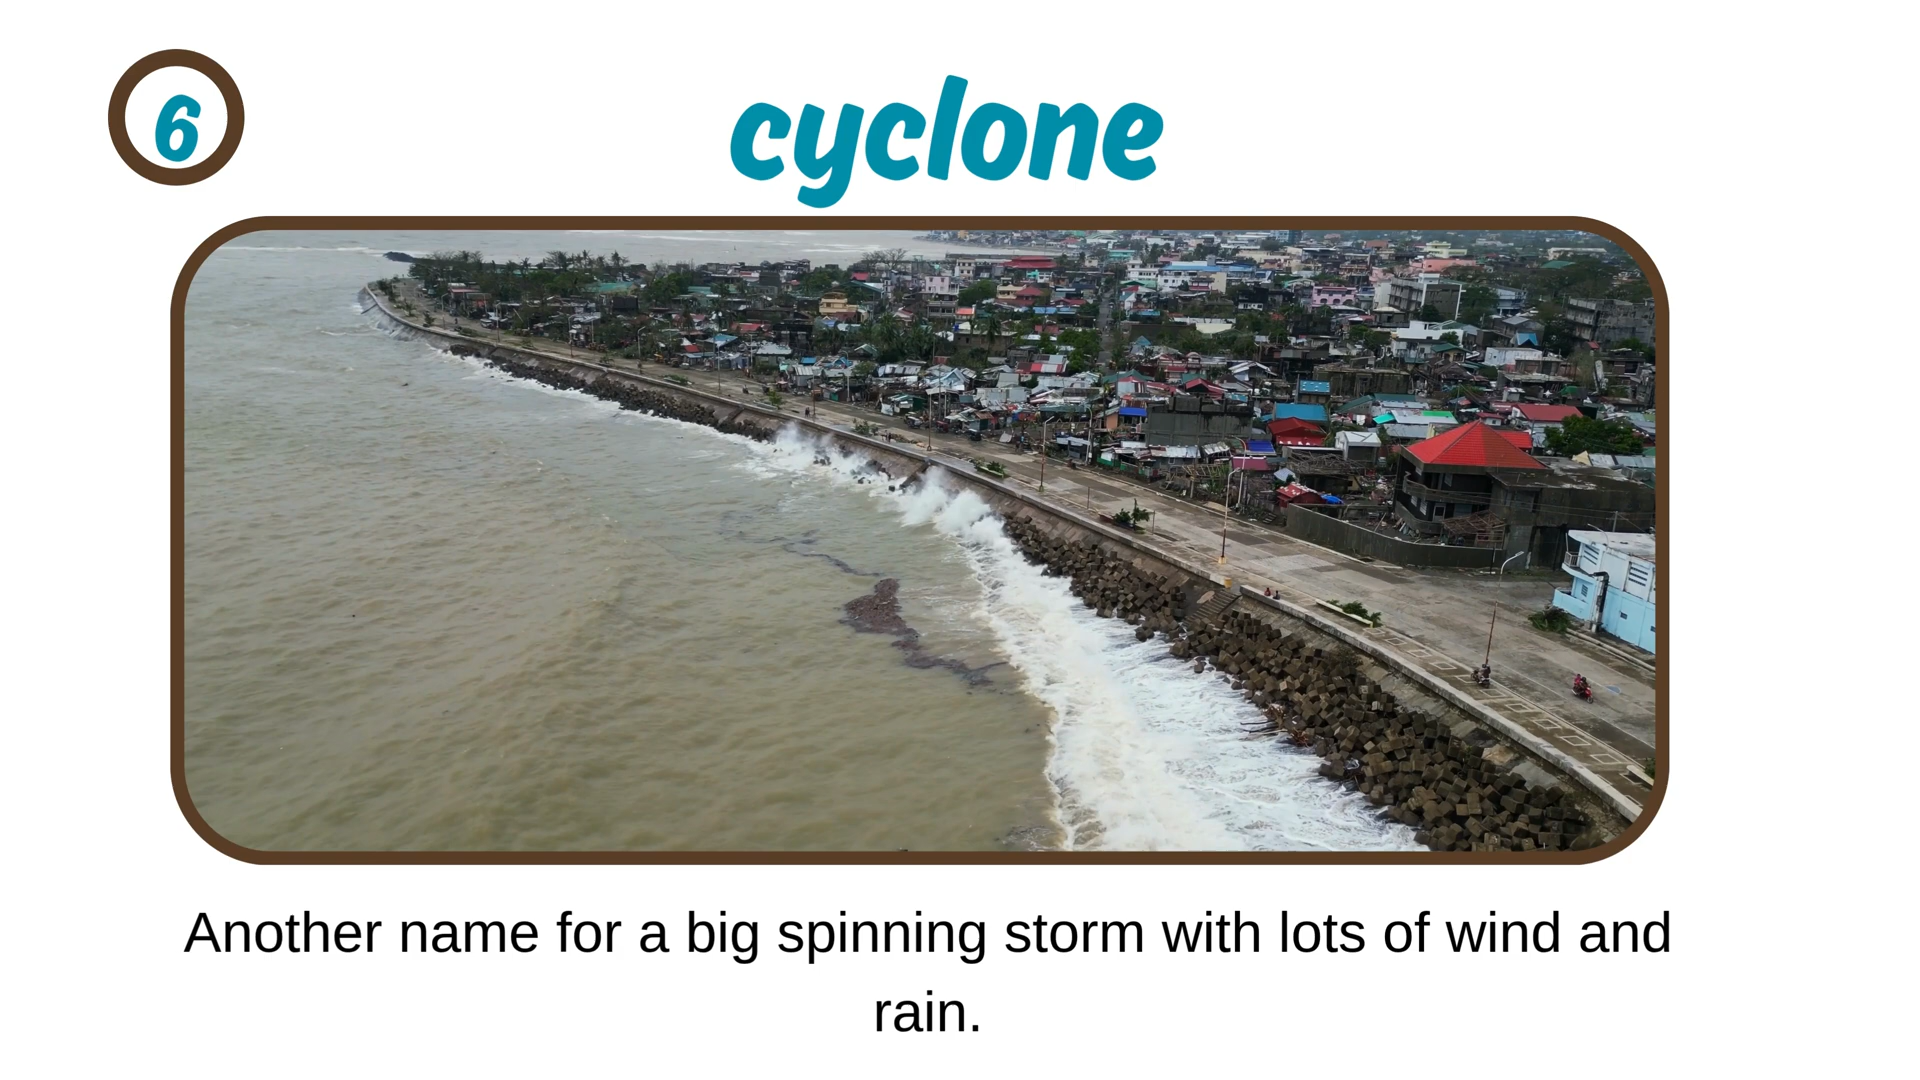 6
cyclone
Another name for a big spinning storm with lots of wind and
rain.